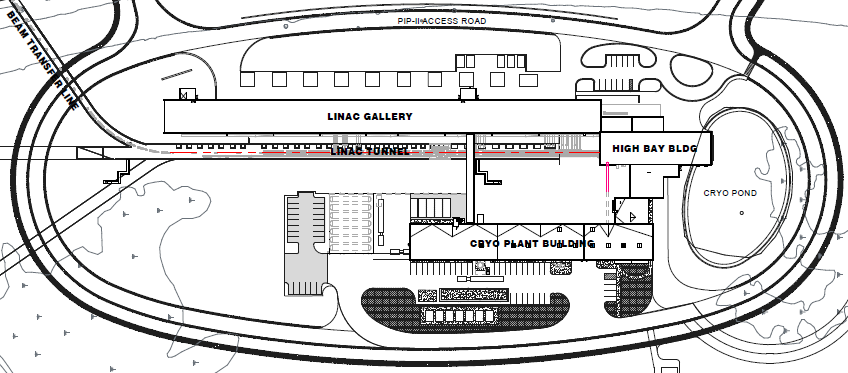 PIP-II ACCESS ROAD
BEAM TRANSFER LINE
LINAC GALLERY
LINAC TUNNEL
HIGH BAY BLDG
CRYO POND
CRYO PLANT BUILDING